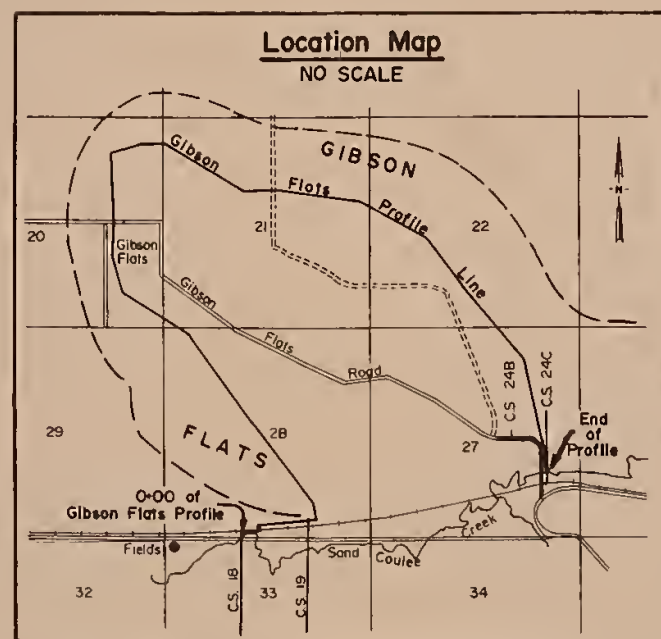 Location Map
NO SCALE
GIBSON
Gibson
Flats
Profile
Line
N
20
21
22
Gibson
Flats
Gibson
Flats
Road
C.S. 24B
C.S. 24C
29
28
27
FLATS
End
of
Profile
0+00 of
Gibson Flats Profile
Fields
Sand
Coulee
Creek
32
C.S. 18
33
C.S. 19
34